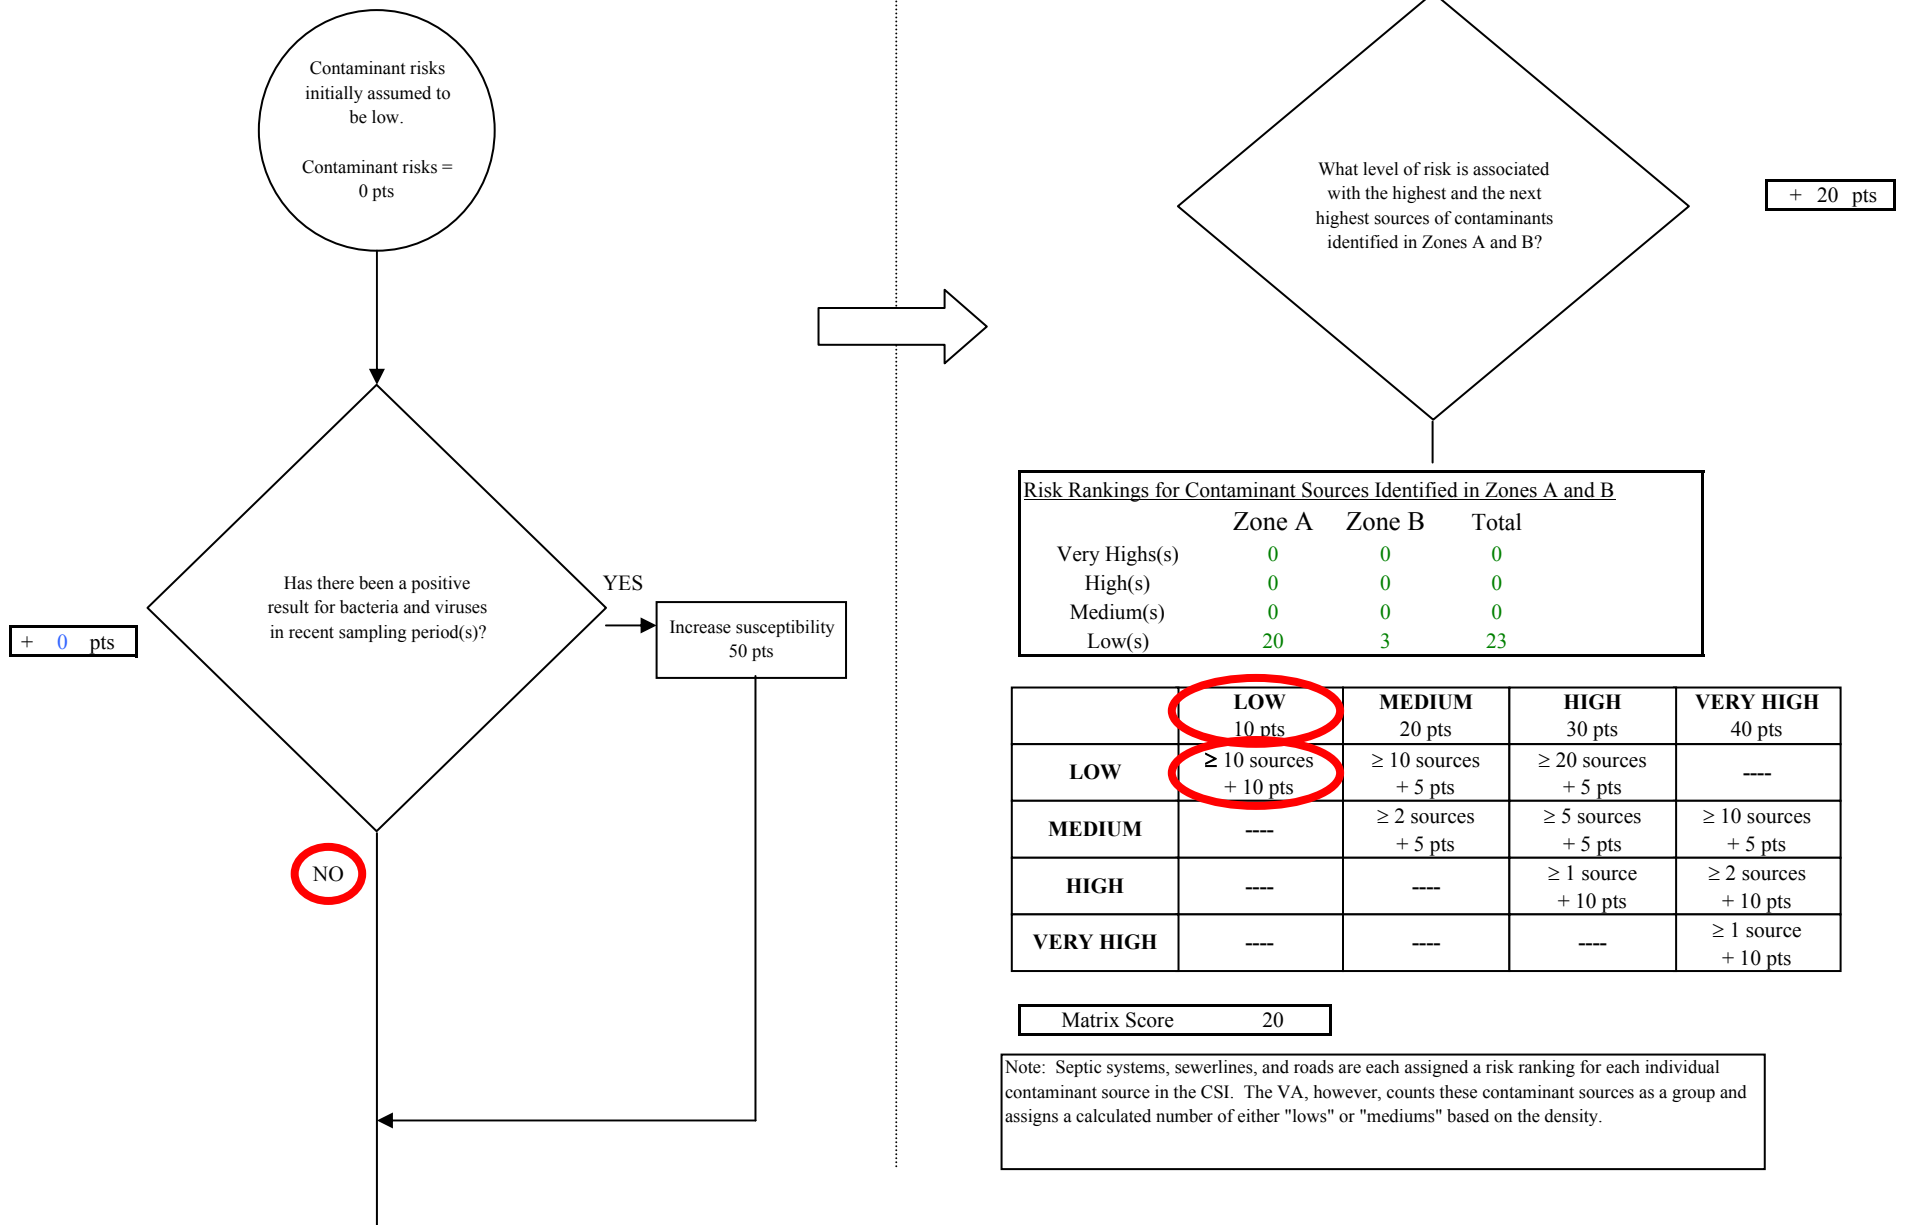 Contaminant risks
initially assumed to
be low.
Contaminant risks =
0 pts
Has there been a positive
result for bacteria and viruses
in recent sampling period(s)?
+ 0 pts
YES
Increase susceptibility
50 pts
NO
What level of risk is associated
with the highest and the next
highest sources of contaminants
identified in Zones A and B?
+ 20 pts
Risk Rankings for Contaminant Sources Identified in Zones A and B
Zone A Zone B Total
Very Highs(s) 0 0 0
High(s) 0 0 0
Medium(s) 0 0 0
Low(s) 20 3 23
LOW MEDIUM HIGH VERY HIGH
10 pts 20 pts 30 pts 40 pts
LOW ≥ 10 sources ≥ 10 sources ≥ 20 sources ----
+ 10 pts + 5 pts + 5 pts
MEDIUM ---- ≥ 2 sources ≥ 5 sources ≥ 10 sources
+ 5 pts + 5 pts + 5 pts
HIGH ---- ---- ≥ 1 source ≥ 2 sources
+ 10 pts + 10 pts
VERY HIGH ---- ---- ---- ≥ 1 source
+ 10 pts
Matrix Score 20
Note: Septic systems, sewerlines, and roads are each assigned a risk ranking for each individual
contaminant source in the CSI. The VA, however, counts these contaminant sources as a group and
assigns a calculated number of either "lows" or "mediums" based on the density.